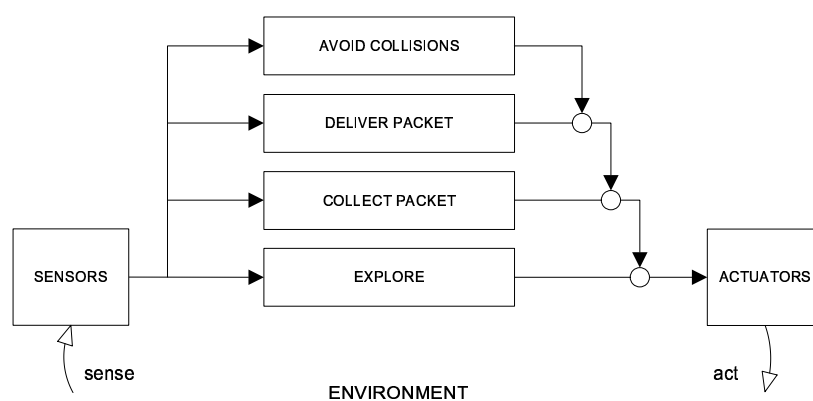 AVOID COLLISIONS
DELIVER PACKET
COLLECT PACKET
SENSORS
EXPLORE
ACTUATORS
sense
act
ENVIRONMENT